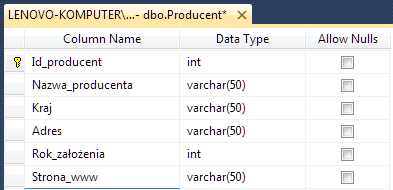 LENOVO-KOMPUTER\...- dbo.Producent*
Column Name Data Type Allow Nulls
Id_producent int
Nazwa_producenta varchar(50)
Kraj varchar(50)
Adres varchar(50)
Rok_założenia int
Strona_www varchar(50)